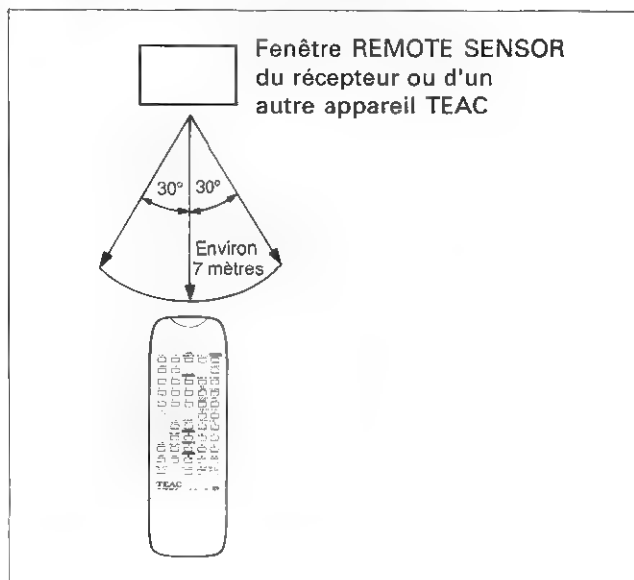 Fenêtre REMOTE SENSOR
du récepteur ou d'un
autre appareil TEAC
30° 30°
Environ
7 mètres
TEAC